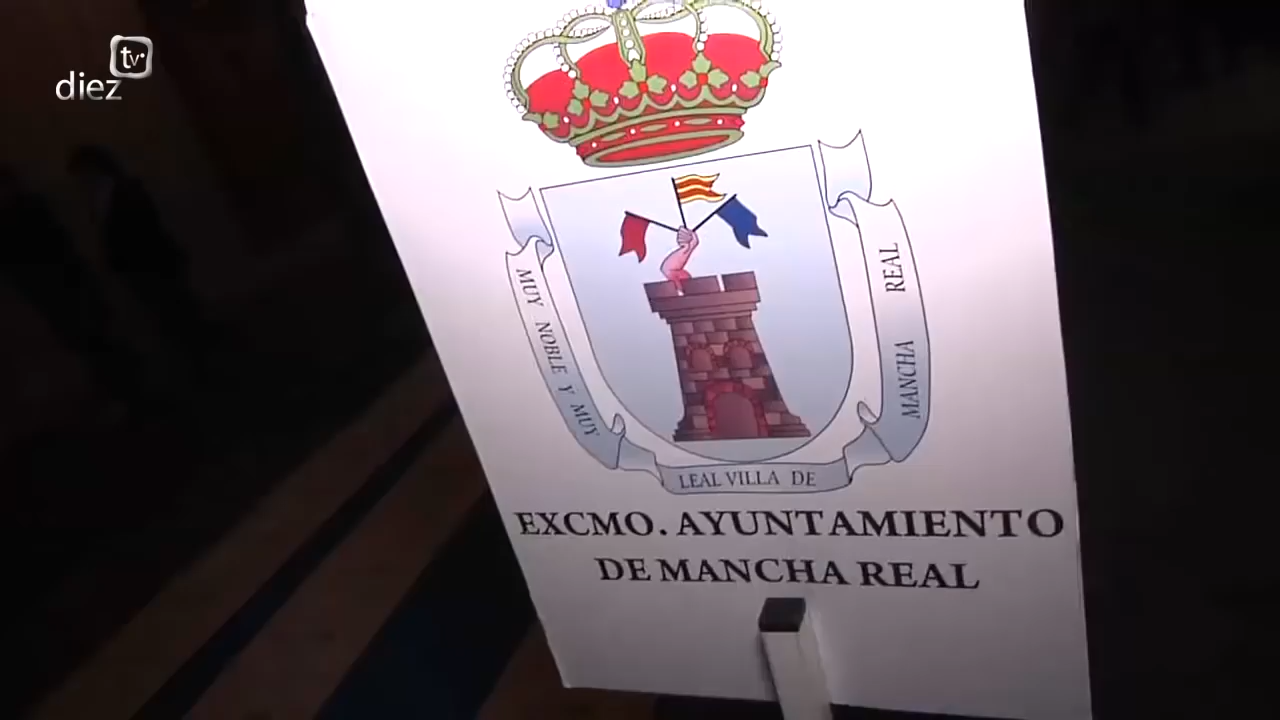 diez tv
MUY NOBLE Y MUY
LEAL VILLA DE
MANCHA REAL
EXCMO. AYUNTAMIENTO
DE MANCHA REAL